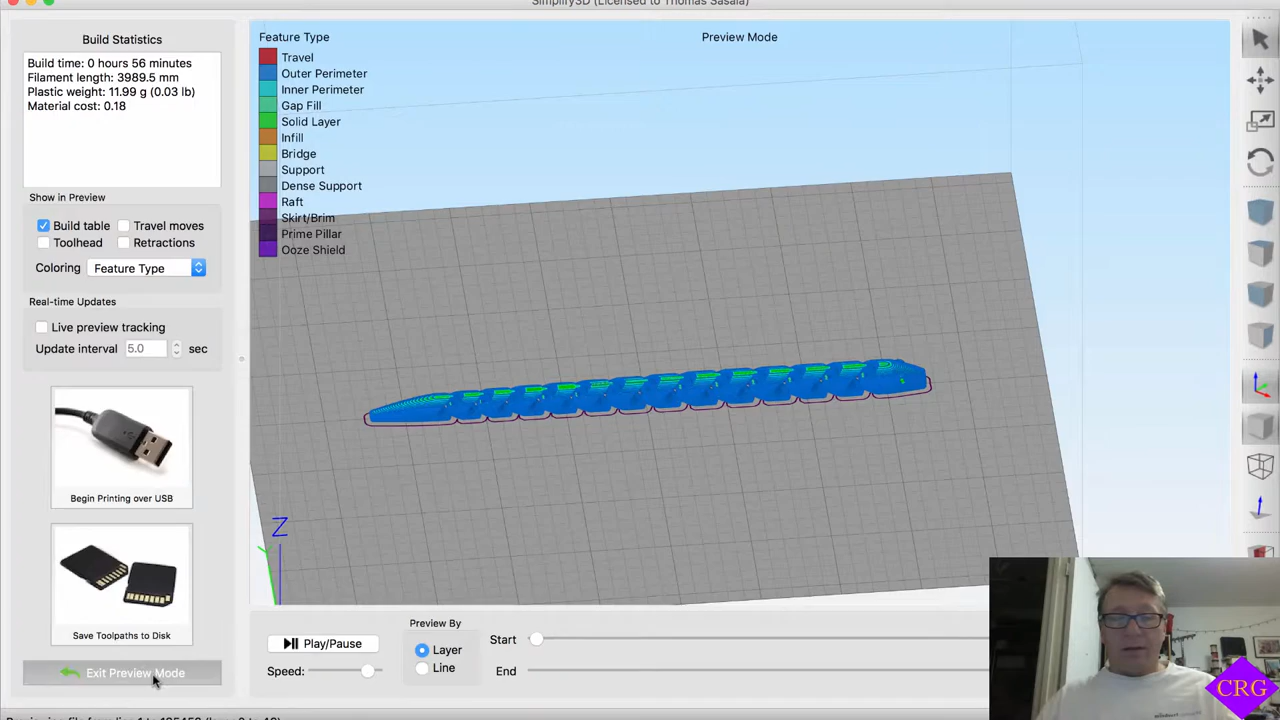 Simplify3D (Licensed to Thomas Sasala)
Build Statistics
Build time: 0 hours 56 minutes
Filament length: 3989.5 mm
Plastic weight: 11.99 g (0.03 lb)
Material cost: 0.18
Show in Preview
Build table
Travel moves
Toolhead
Retractions
Coloring
Feature Type
Real-time Updates
Live preview tracking
Update interval
5.0
sec
Begin Printing over USB
Save Toolpaths to Disk
Exit Preview Mode
Feature Type
Preview Mode
Travel
Outer Perimeter
Inner Perimeter
Gap Fill
Solid Layer
Infill
Bridge
Support
Dense Support
Raft
Skirt/Brim
Prime Pillar
Ooze Shield
Z
Play/Pause
Speed:
Preview By
Layer
Line
Start
End
CRG